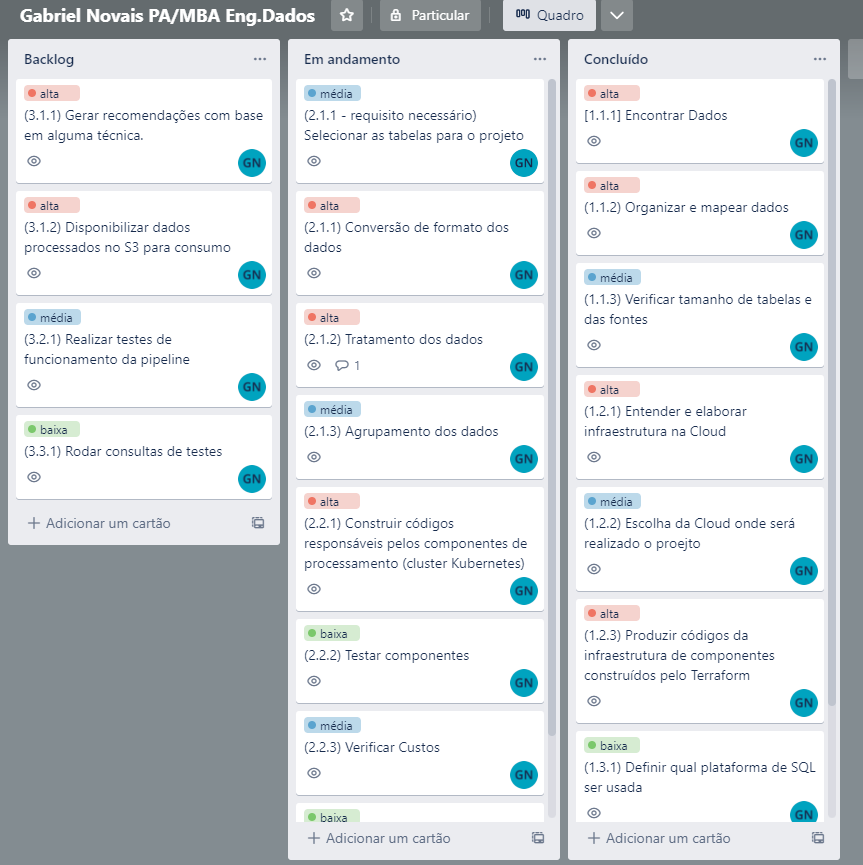 Gabriel Novais PA/MBA Eng.Dados
Particular
Quadro
Backlog
alta
(3.1.1) Gerar recomendações com base
em alguma técnica.
GN
alta
(3.1.2) Disponibilizar dados
processados no S3 para consumo
GN
média
(3.2.1) Realizar testes de
funcionamento da pipeline
GN
baixa
(3.3.1) Rodar consultas de testes
GN
Adicionar um cartão
Em andamento
média
(2.1.1 - requisito necessário)
Selecionar as tabelas para o projeto
GN
alta
(2.1.1) Conversão de formato dos
dados
GN
alta
(2.1.2) Tratamento dos dados
1
GN
média
(2.1.3) Agrupamento dos dados
GN
alta
(2.2.1) Construir códigos
responsáveis pelos componentes de
processamento (cluster Kubernetes)
GN
baixa
(2.2.2) Testar componentes
GN
média
(2.2.3) Verificar Custos
GN
baixa
Adicionar um cartão
Concluído
alta
[1.1.1] Encontrar Dados
GN
alta
(1.1.2) Organizar e mapear dados
GN
média
(1.1.3) Verificar tamanho de tabelas e
das fontes
GN
alta
(1.2.1) Entender e elaborar
infraestrutura na Cloud
GN
média
(1.2.2) Escolha da Cloud onde será
realizado o proejto
GN
alta
(1.2.3) Produzir códigos da
infraestrutura de componentes
construídos pelo Terraform
GN
baixa
(1.3.1) Definir qual plataforma de SQL
ser usada
GN
Adicionar um cartão